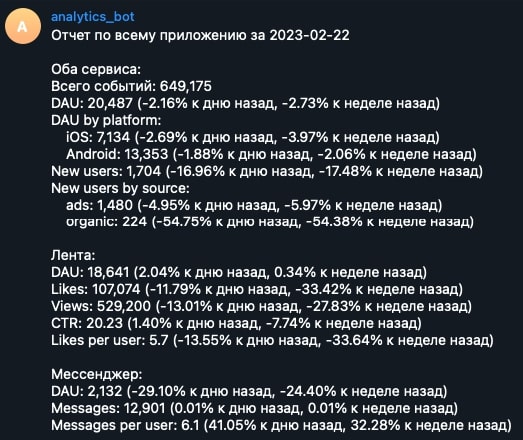 A
analytics_bot
Отчет по всему приложению за 2023-02-22
Оба сервиса:
Всего событий: 649,175
DAU: 20,487 (-2.16% к дню назад, -2.73% к неделе назад)
DAU by platform:
iOS: 7,134 (-2.69% к дню назад, -3.97% к неделе назад)
Android: 13,353 (-1.88% к дню назад, -2.06% к неделе назад)
New users: 1,704 (-16.96% к дню назад, -17.48% к неделе назад)
New users by source:
ads: 1,480 (-4.95% к дню назад, -5.97% к неделе назад)
organic: 224 (-54.75% к дню назад, -54.38% к неделе назад)
Лента:
DAU: 18,641 (2.04% к дню назад, 0.34% к неделе назад)
Likes: 107,074 (-11.79% к дню назад, -33.42% к неделе назад)
Views: 529,200 (-13.01% к дню назад, -27.83% к неделе назад)
CTR: 20.23 (1.40% к дню назад, -7.74% к неделе назад)
Likes per user: 5.7 (-13.55% к дню назад, -33.64% к неделе назад)
Мессенджер:
DAU: 2,132 (-29.10% к дню назад, -24.40% к неделе назад)
Messages: 12,901 (0.01% к дню назад, 0.01% к неделе назад)
Messages per user: 6.1 (41.05% к дню назад, 32.28% к неделе назад)